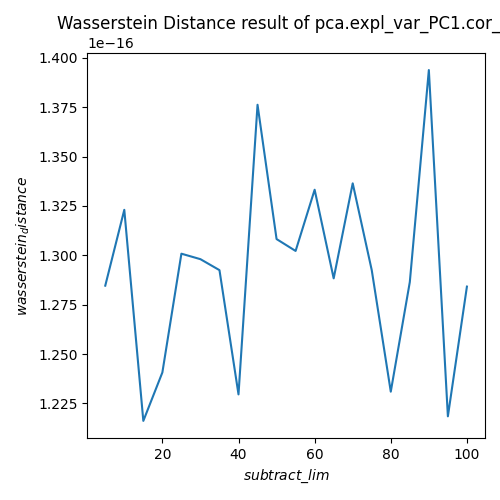 Wasserstein Distance result of pca.expl_var_PC1.cor_
1e−16
1.400
1.375
1.350
1.325
1.300
1.275
1.250
1.225
wasserstein_distance
20 40 60 80 100
subtract_lim